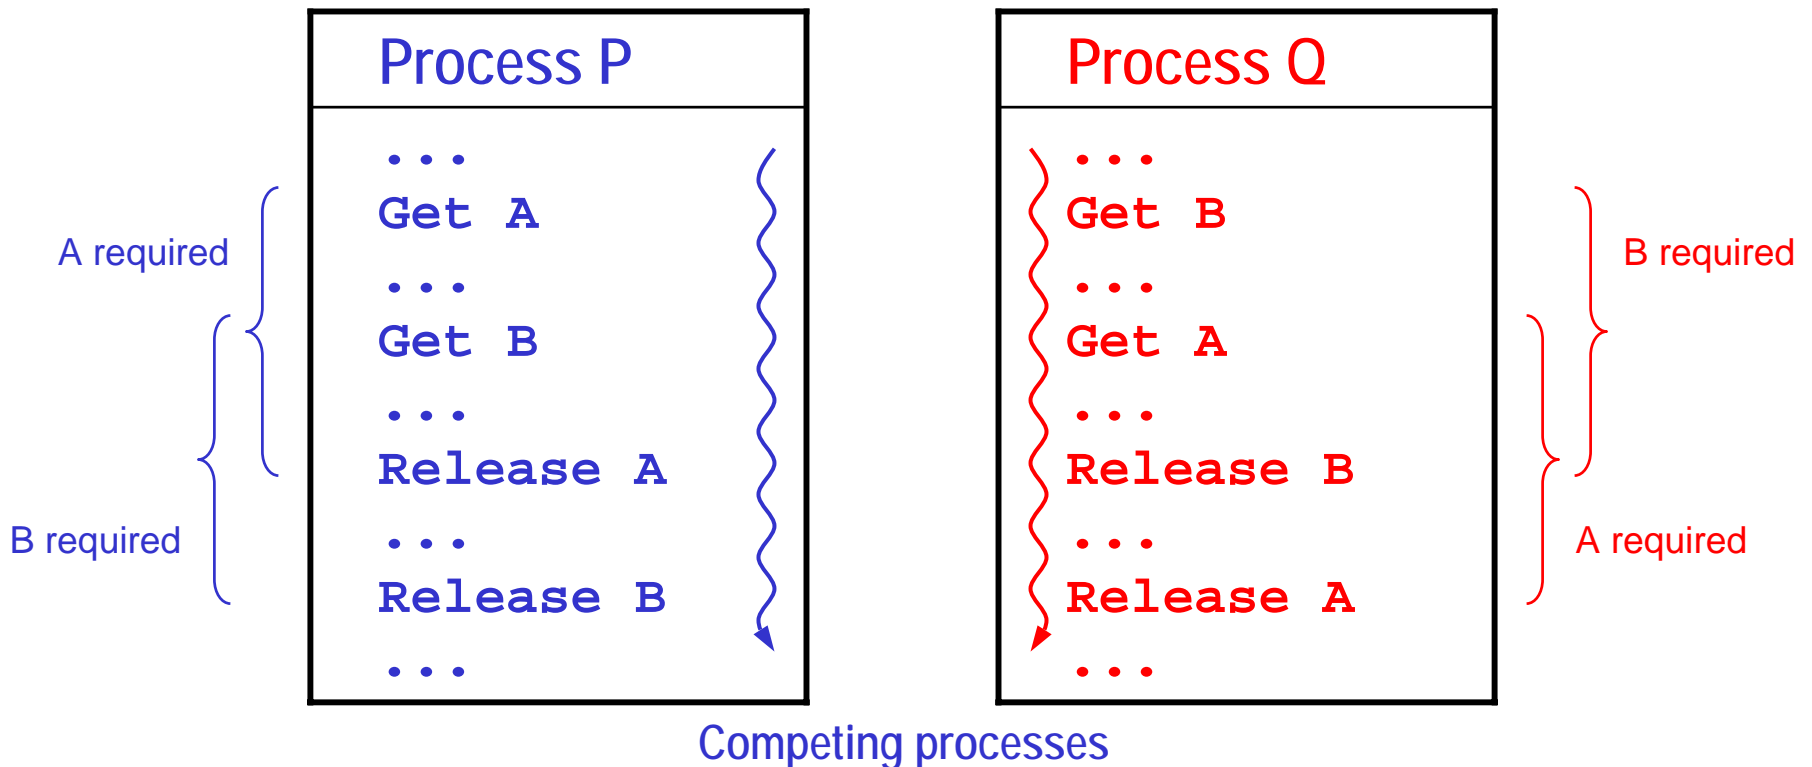 Process P
...
Get A
...
Get B
...
Release A
...
Release B
...
A required
B required
Process Q
...
Get B
...
Get A
...
Release B
...
Release A
...
B required
A required
Competing processes